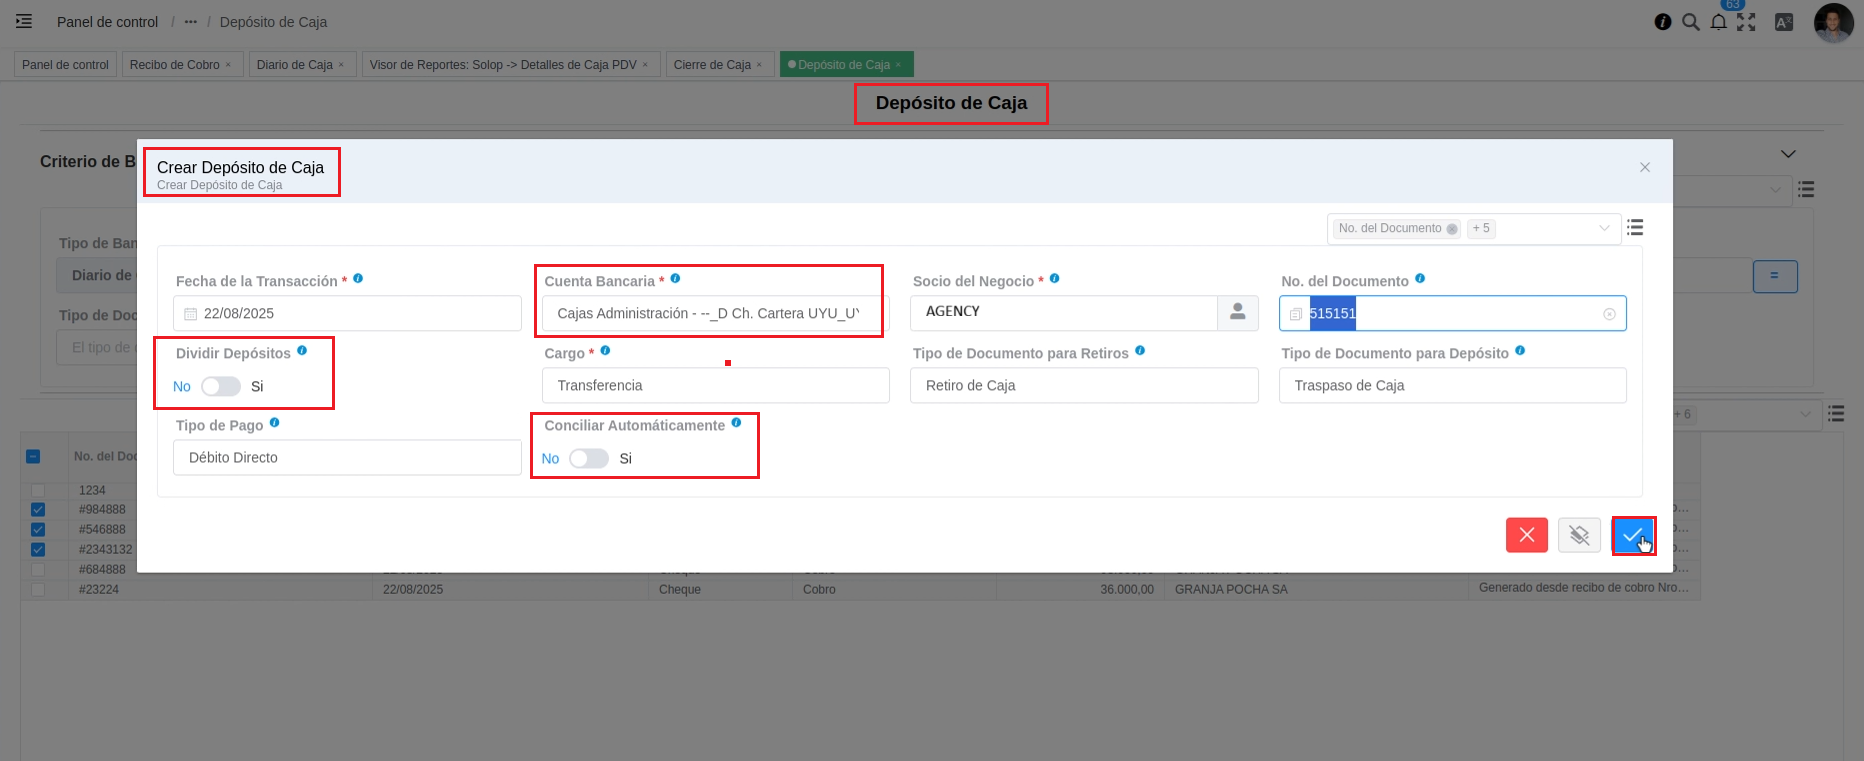 Panel de control / ••• / Depósito de Caja
63
Panel de control
Recibo de Cobro ×
Diario de Caja ×
Visor de Reportes: Solop -> Detalles de Caja PDV ×
Cierre de Caja ×
Depósito de Caja ×
Depósito de Caja
Criterio de B
Crear Depósito de Caja
Crear Depósito de Caja
No. del Documento + 5
Tipo de Ban
Diario de
=
Tipo de Doc
El tipo de
Fecha de la Transacción *
22/08/2025
Cuenta Bancaria *
Cajas Administración - --_D Ch. Cartera UYU_U
Socio del Negocio *
AGENCY
No. del Documento
515151
Dividir Depósitos
No Si
Cargo *
Transferencia
Tipo de Documento para Retiros
Retiro de Caja
Tipo de Documento para Depósito
Traspaso de Caja
Tipo de Pago
Débito Directo
Conciliar Automáticamente
No Si
+ 6
No. del Doc
1234
#984888
#546888
#2343132
#684888
#23224 22/08/2025 Cheque Cobro 36.000,00 GRANJA POCHA SA Generado desde recibo de cobro Nro...